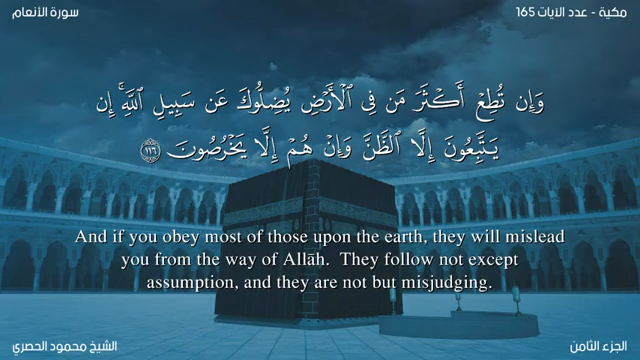 سورة الأنعام
مكية - عدد الآيات 165
وَإِن تُطِعْ أَكْثَرَ مَن فِى ٱلْأَرْضِ يُضِلُّوكَ عَن سَبِيلِ ٱللَّهِ ۚ إِن
يَتَّبِعُونَ إِلَّا ٱلظَّنَّ وَإِنْ هُمْ إِلَّا يَخْرُصُونَ ١١٦
And if you obey most of those upon the earth, they will mislead
you from the way of Allāh.  They follow not except
assumption, and they are not but misjudging.
الشيخ محمود الحصري
الجزء الثامن